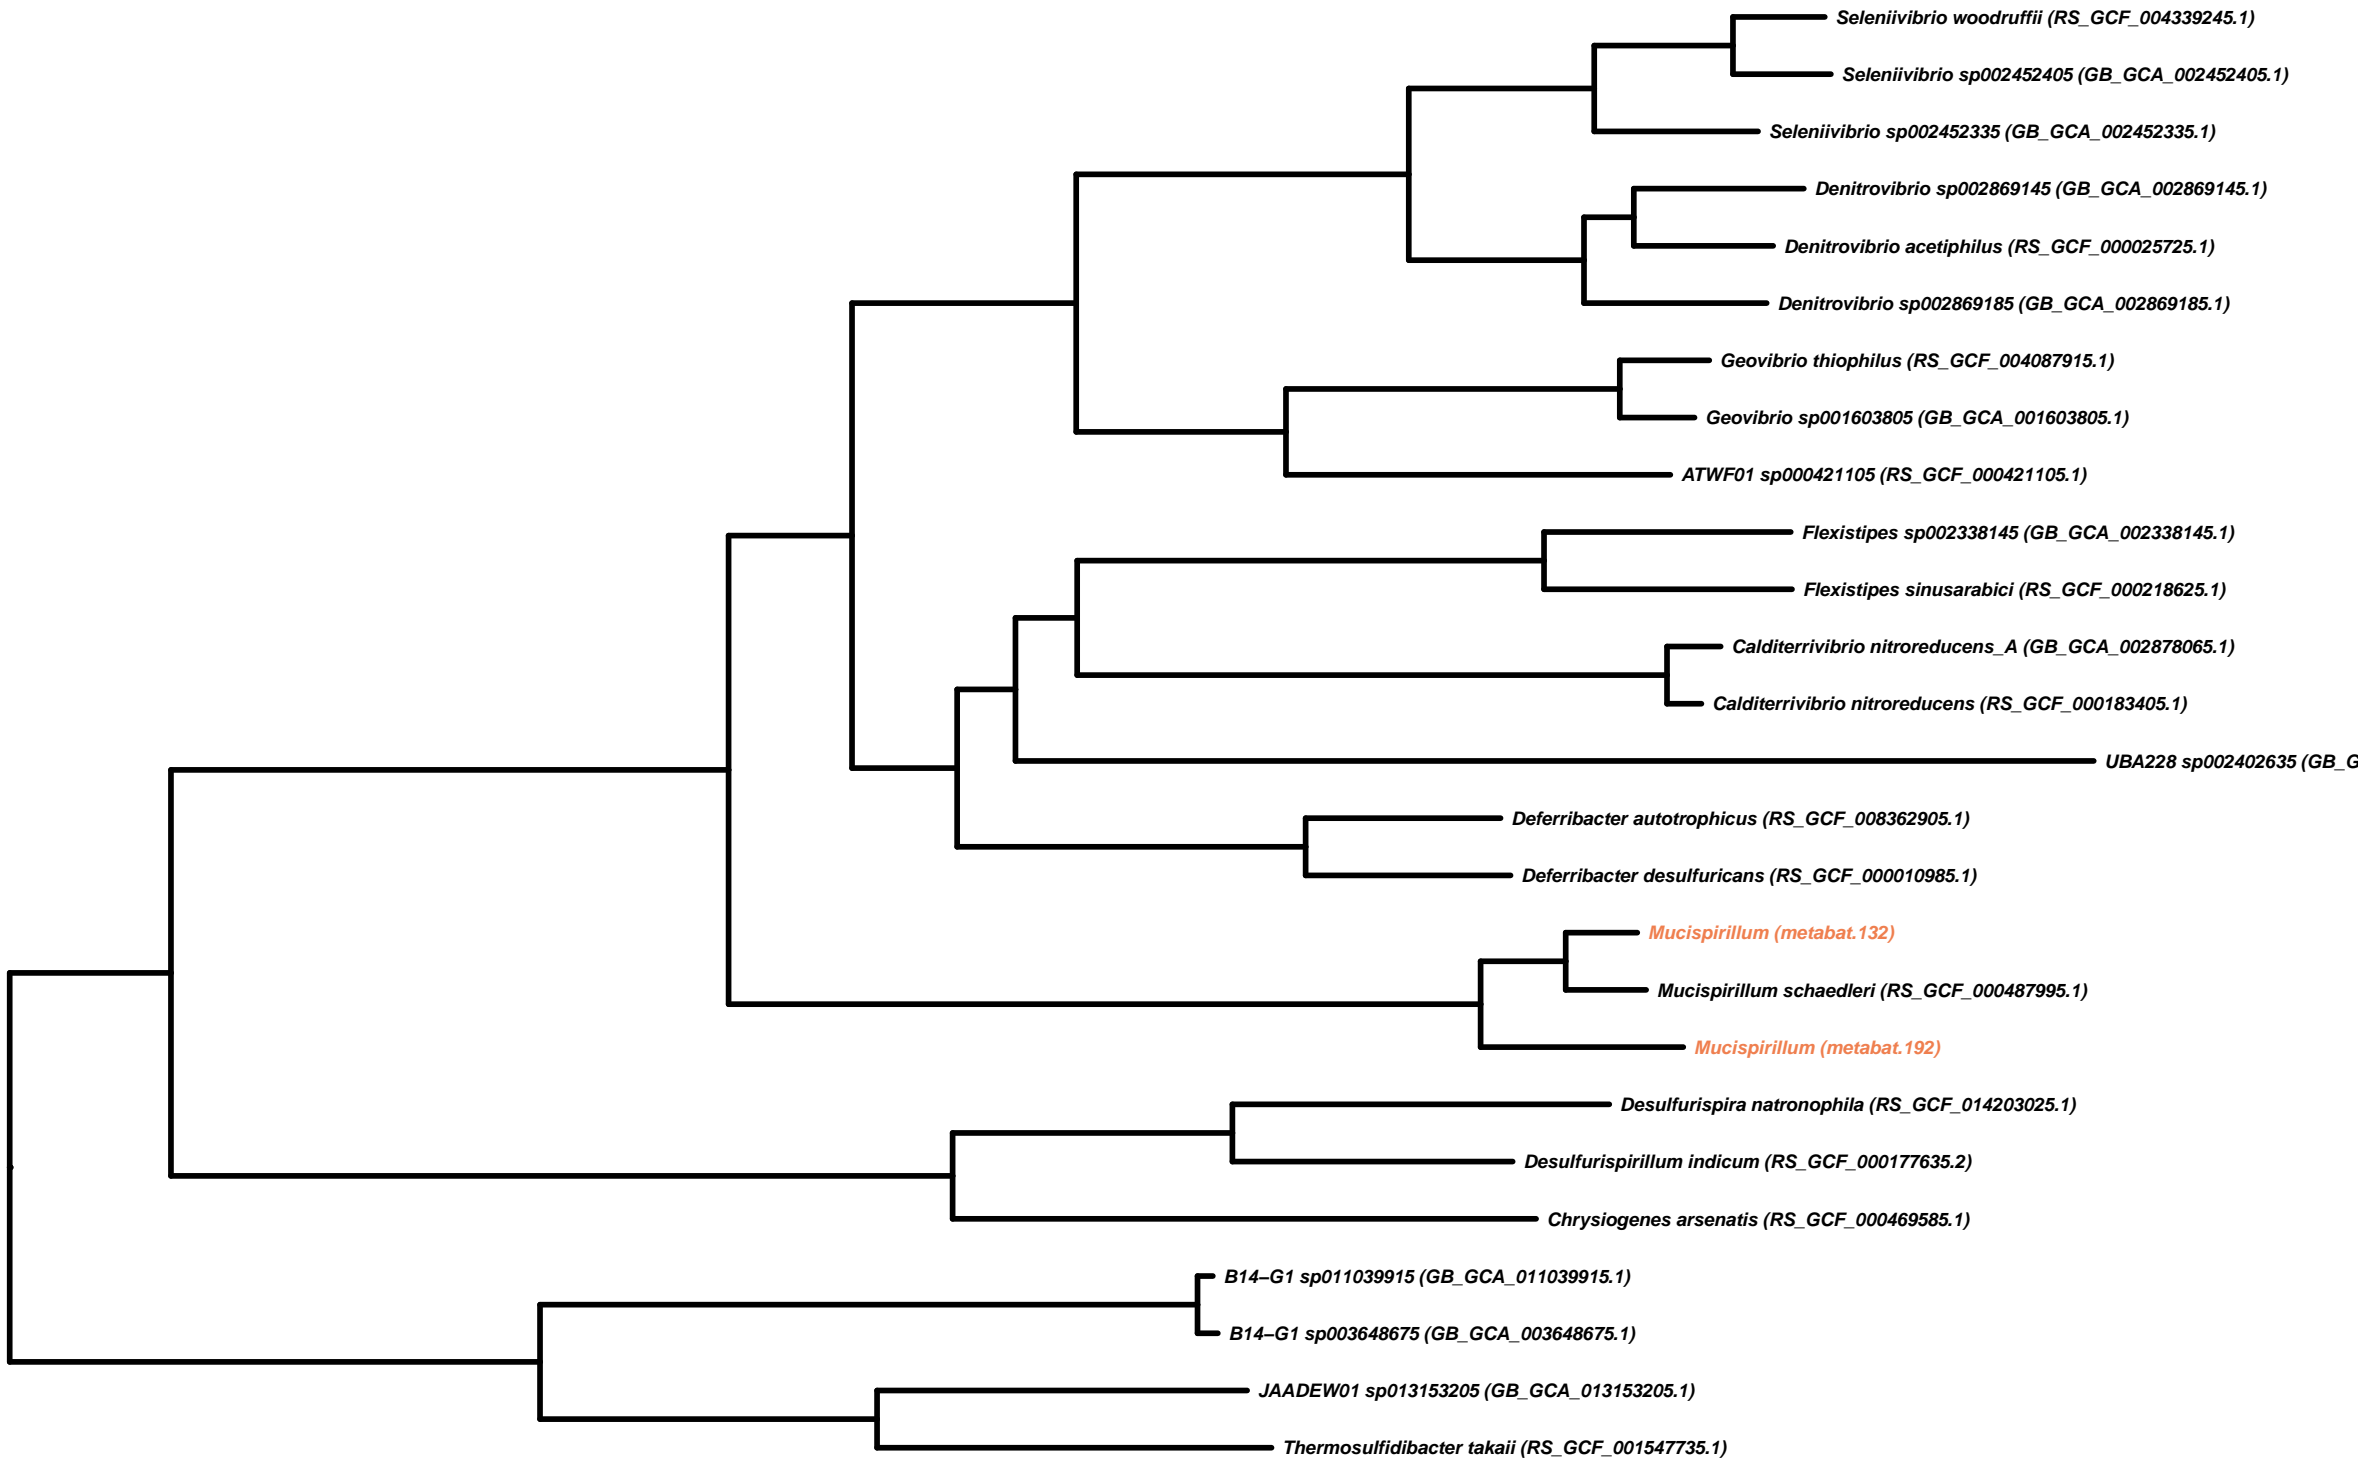 Seleniivibrio woodruffii (RS_GCF_004339245.1)
Seleniivibrio sp002452405 (GB_GCA_002452405.1)
Seleniivibrio sp002452335 (GB_GCA_002452335.1)
Denitrovibrio sp002869145 (GB_GCA_002869145.1)
Denitrovibrio acetiphilus (RS_GCF_000025725.1)
Denitrovibrio sp002869185 (GB_GCA_002869185.1)
Geovibrio thiophilus (RS_GCF_004087915.1)
Geovibrio sp001603805 (GB_GCA_001603805.1)
ATWF01 sp000421105 (RS_GCF_000421105.1)
Flexistipes sp002338145 (GB_GCA_002338145.1)
Flexistipes sinusarabici (RS_GCF_000218625.1)
Calditerrivibrio nitroreducens_A (GB_GCA_002878065.1)
Calditerrivibrio nitroreducens (RS_GCF_000183405.1)
UBA228 sp002402635 (GB_G
Deferribacter autotrophicus (RS_GCF_008362905.1)
Deferribacter desulfuricans (RS_GCF_000010985.1)
Mucispirillum (metabat.132)
Mucispirillum schaedleri (RS_GCF_000487995.1)
Mucispirillum (metabat.192)
Desulfurispira natronophila (RS_GCF_014203025.1)
Desulfurispirillum indicum (RS_GCF_000177635.2)
Chrysiogenes arsenatis (RS_GCF_000469585.1)
B14–G1 sp011039915 (GB_GCA_011039915.1)
B14–G1 sp003648675 (GB_GCA_003648675.1)
JAADEW01 sp013153205 (GB_GCA_013153205.1)
Thermosulfidibacter takaii (RS_GCF_001547735.1)